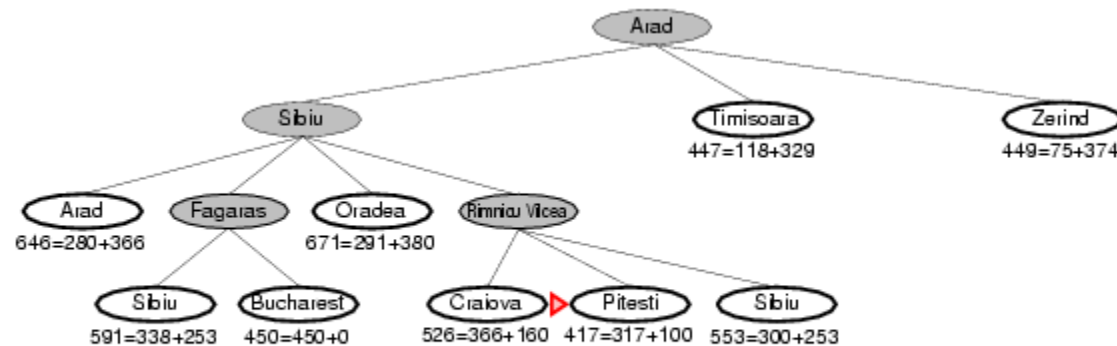 Arad
Sibiu
Timisoara
Zerind
447=118+329
449=75+374
Arad
Fagaras
Oradea
Rimnicu Vilcea
646=280+366
671=291+380
Sibiu
Bucharest
Craiova
Pitesti
Sibiu
591=338+253
450=450+0
526=366+160
417=317+100
553=300+253